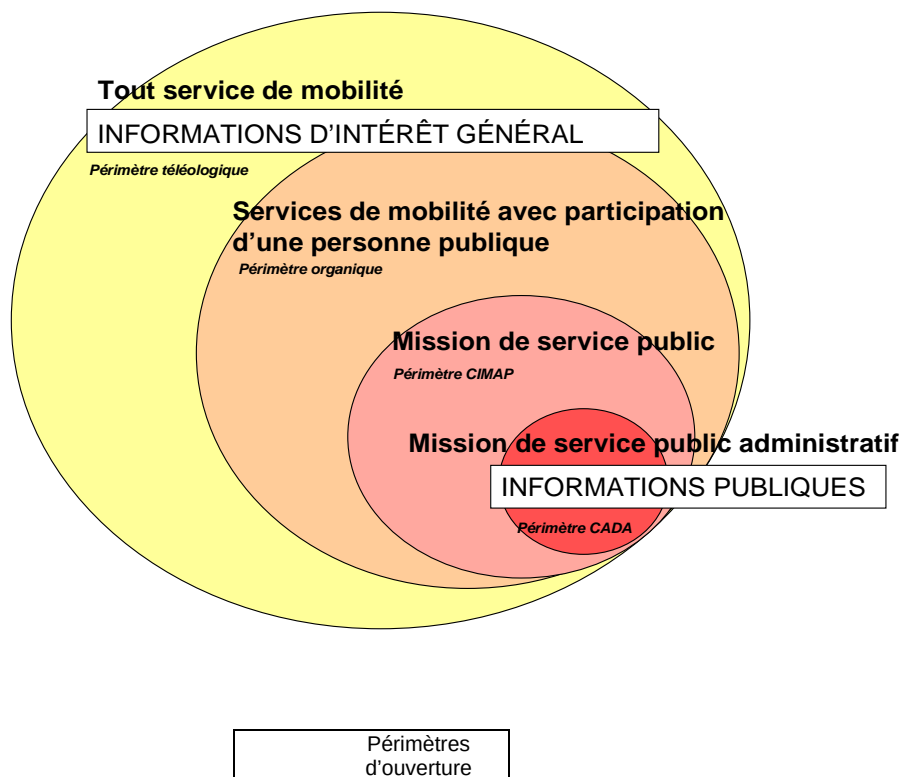 Tout service de mobilité
INFORMATIONS D'INTÉRÊT GÉNÉRAL
Périmètre téléologique
Services de mobilité avec participation
d'une personne publique
Périmètre organique
Mission de service public
Périmètre CIMAP
Mission de service public administratif
INFORMATIONS PUBLIQUES
Périmètre CADA
Périmètres
d'ouverture